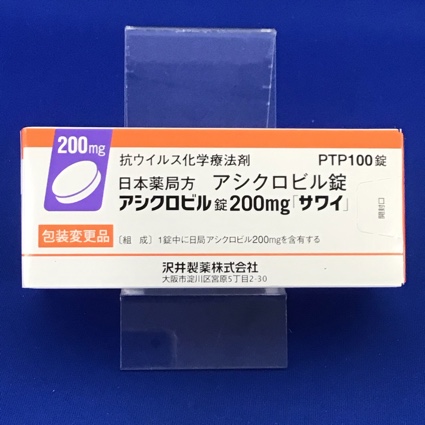 200mg
抗ウイルス化学療法剤 PTP100錠
日本薬局方 アシクロビル錠
アシクロビル錠200mg「サワイ」
開封口
包装変更品
〔組 成〕1錠中に日局アシクロビル200mgを含有する
沢井製薬株式会社
大阪市淀川区宮原5丁目2-30